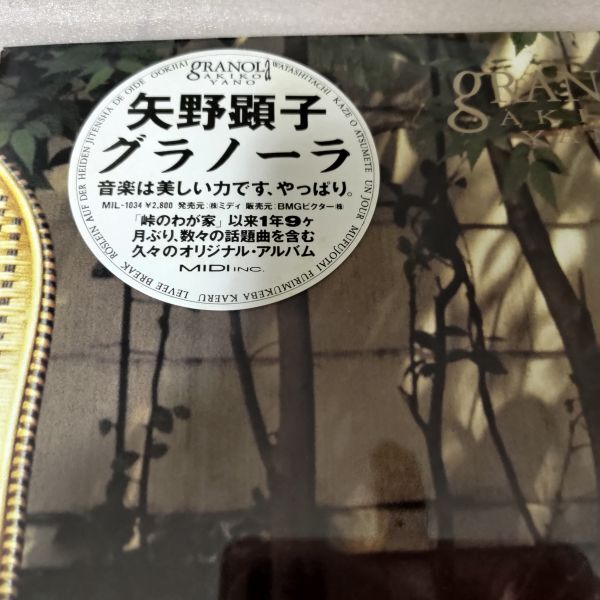 gRANOLa
AKIKO
YANO
矢野顕子
グラノーラ
音楽は美しい力です、やっぱり。
MIL-1034 ¥2,800 発売元:㈱ミディ 販売元:BMGビクター㈱
「峠のわが家」以来1年9ヶ
月ぶり、数々の話題曲を含む
久々のオリジナル・アルバム
MIDI INC.
WATASHITACHI KAZE O ATSUMETE UN JOUR MUFUJOTAI FURIMUKEBA KAERU LEVEE BREAK RÖSLEIN AUF DER HEIDEN JITENSHA DE OIDE OOKHAI
gRAN
AKI
YA